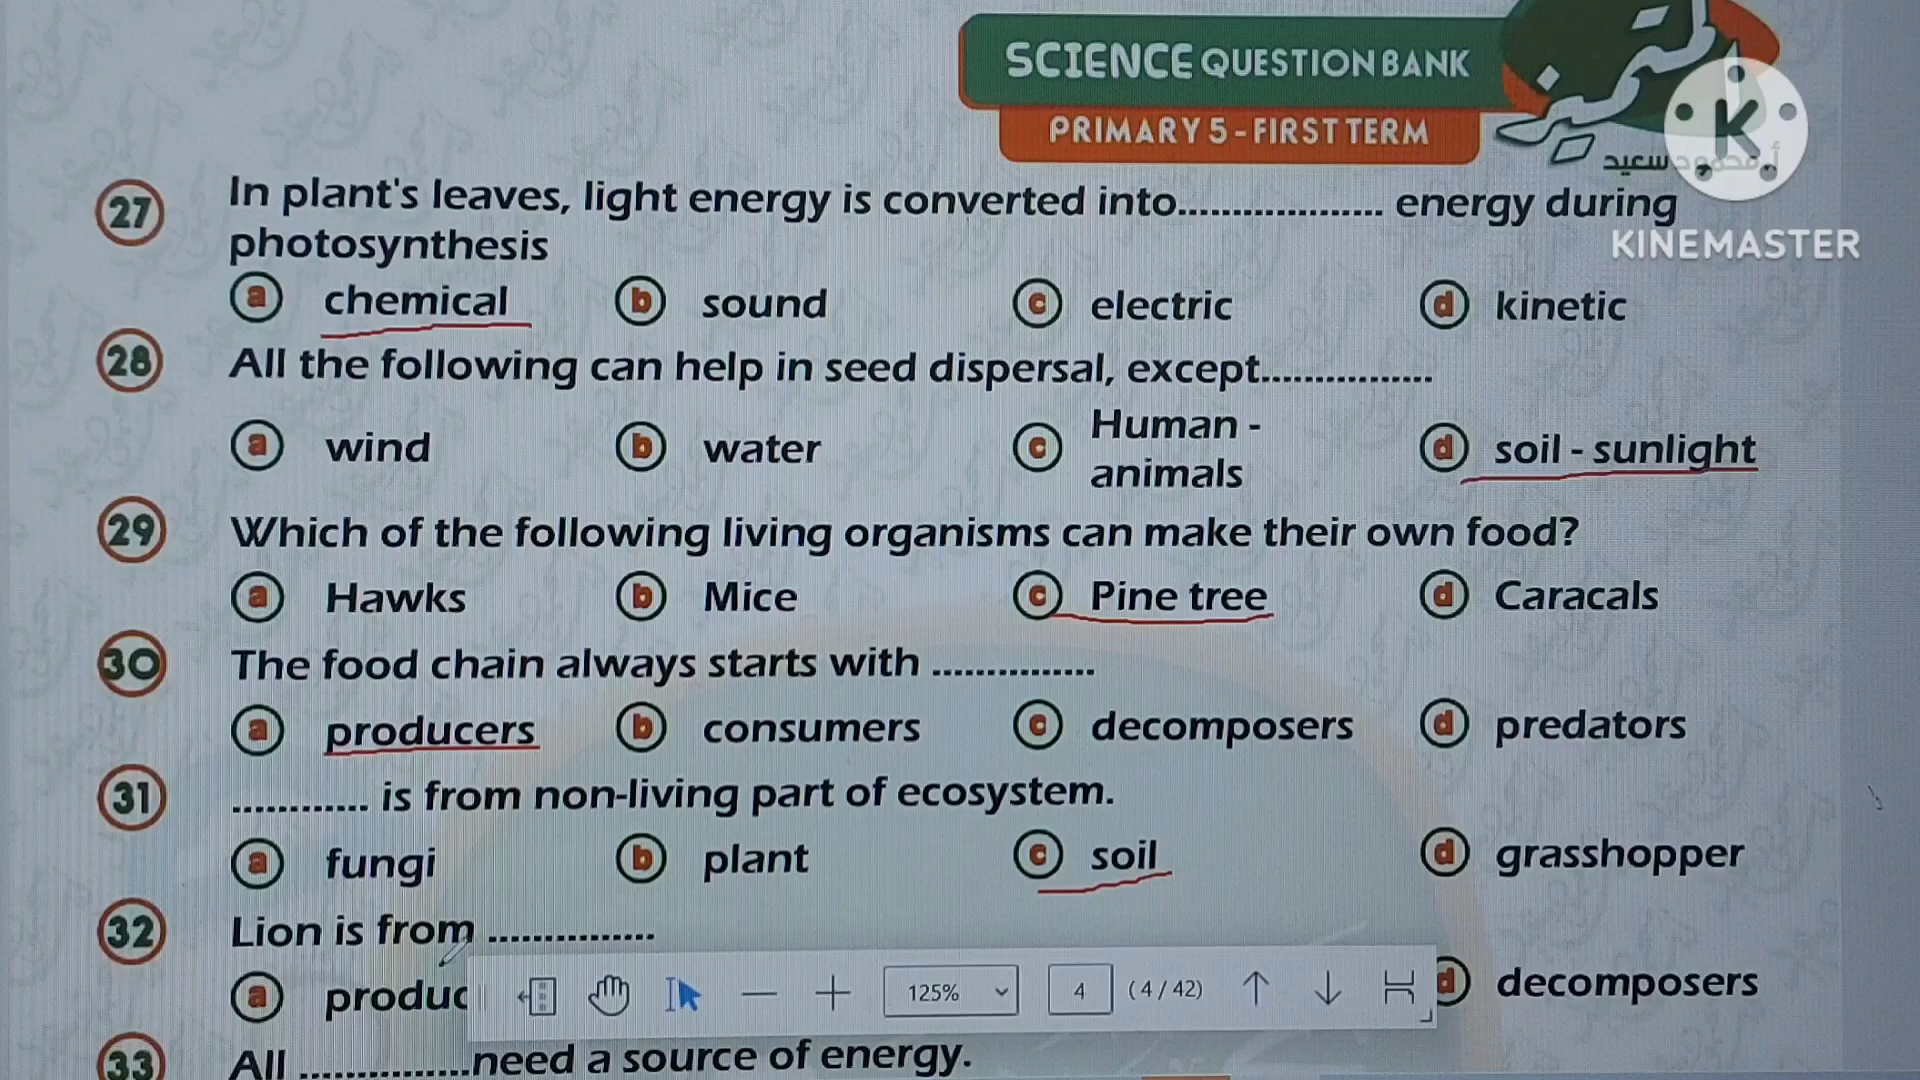 SCIENCE QUESTION BANK
PRIMARY 5 - FIRST TERM
المتميز
سعيد
K
KINEMASTER
27 In plant's leaves, light energy is converted into................... energy during
photosynthesis
a chemical b sound c electric d kinetic
28 All the following can help in seed dispersal, except................
a wind b water c Human -
animals d soil - sunlight
29 Which of the following living organisms can make their own food?
a Hawks b Mice c Pine tree d Caracals
30 The food chain always starts with ...............
a producers b consumers c decomposers d predators
31 ............. is from non-living part of ecosystem.
a fungi b plant c soil d grasshopper
32 Lion is from ...............
a produc d decomposers
125% 4 (4 / 42)
33 All ................need a source of energy.